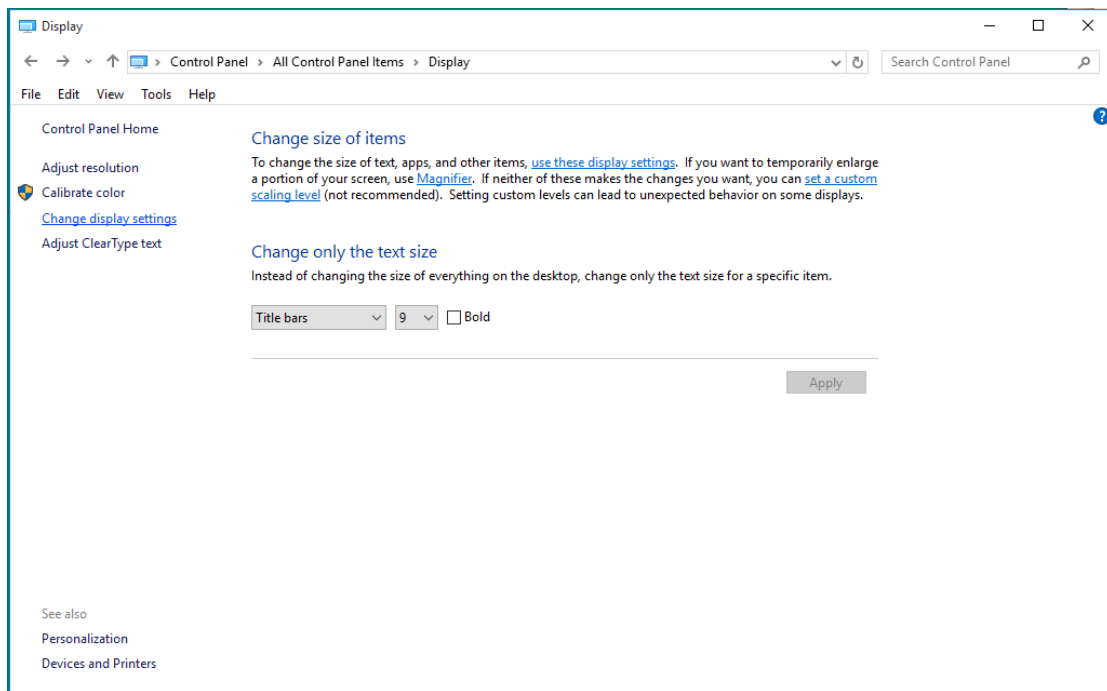 Display
Control Panel > All Control Panel Items > Display
Search Control Panel
File Edit View Tools Help
Control Panel Home
Adjust resolution
Calibrate color
Change display settings
Adjust ClearType text
Change size of items
To change the size of text, apps, and other items, use these display settings. If you want to temporarily enlarge
a portion of your screen, use Magnifier. If neither of these makes the changes you want, you can set a custom
scaling level (not recommended). Setting custom levels can lead to unexpected behavior on some displays.
Change only the text size
Instead of changing the size of everything on the desktop, change only the text size for a specific item.
Title bars 9 Bold
Apply
See also
Personalization
Devices and Printers